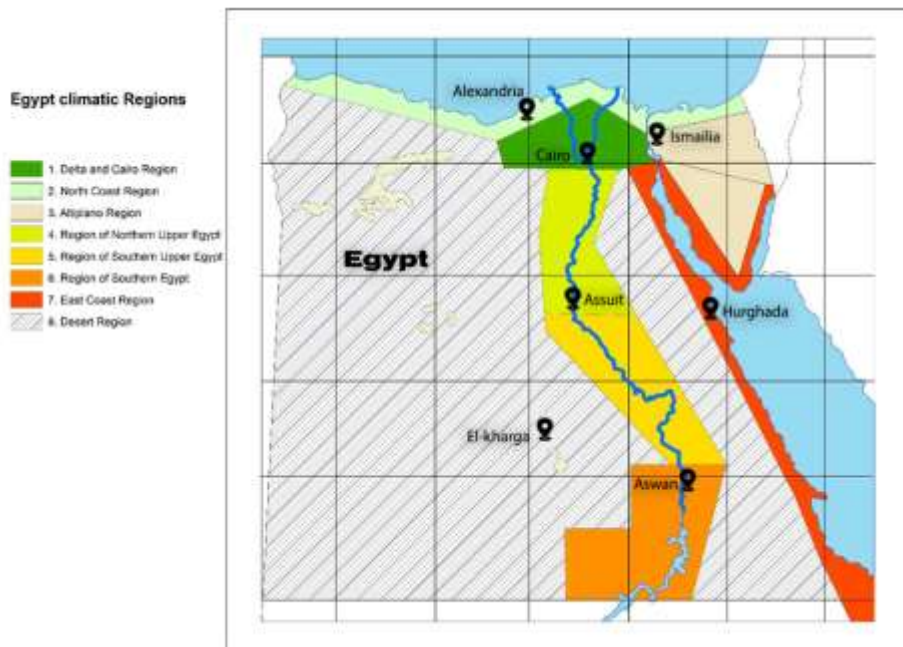 Egypt climatic Regions
1. Delta and Cairo Region
2. North Coast Region
3. Altiplano Region
4. Region of Northern Upper Egypt
5. Region of Southern Upper Egypt
6. Region of Southern Egypt
7. East Coast Region
8. Desert Region
Alexandria
Ismailia
Cairo
Egypt
Assuit
Hurghada
El-kharga
Aswan